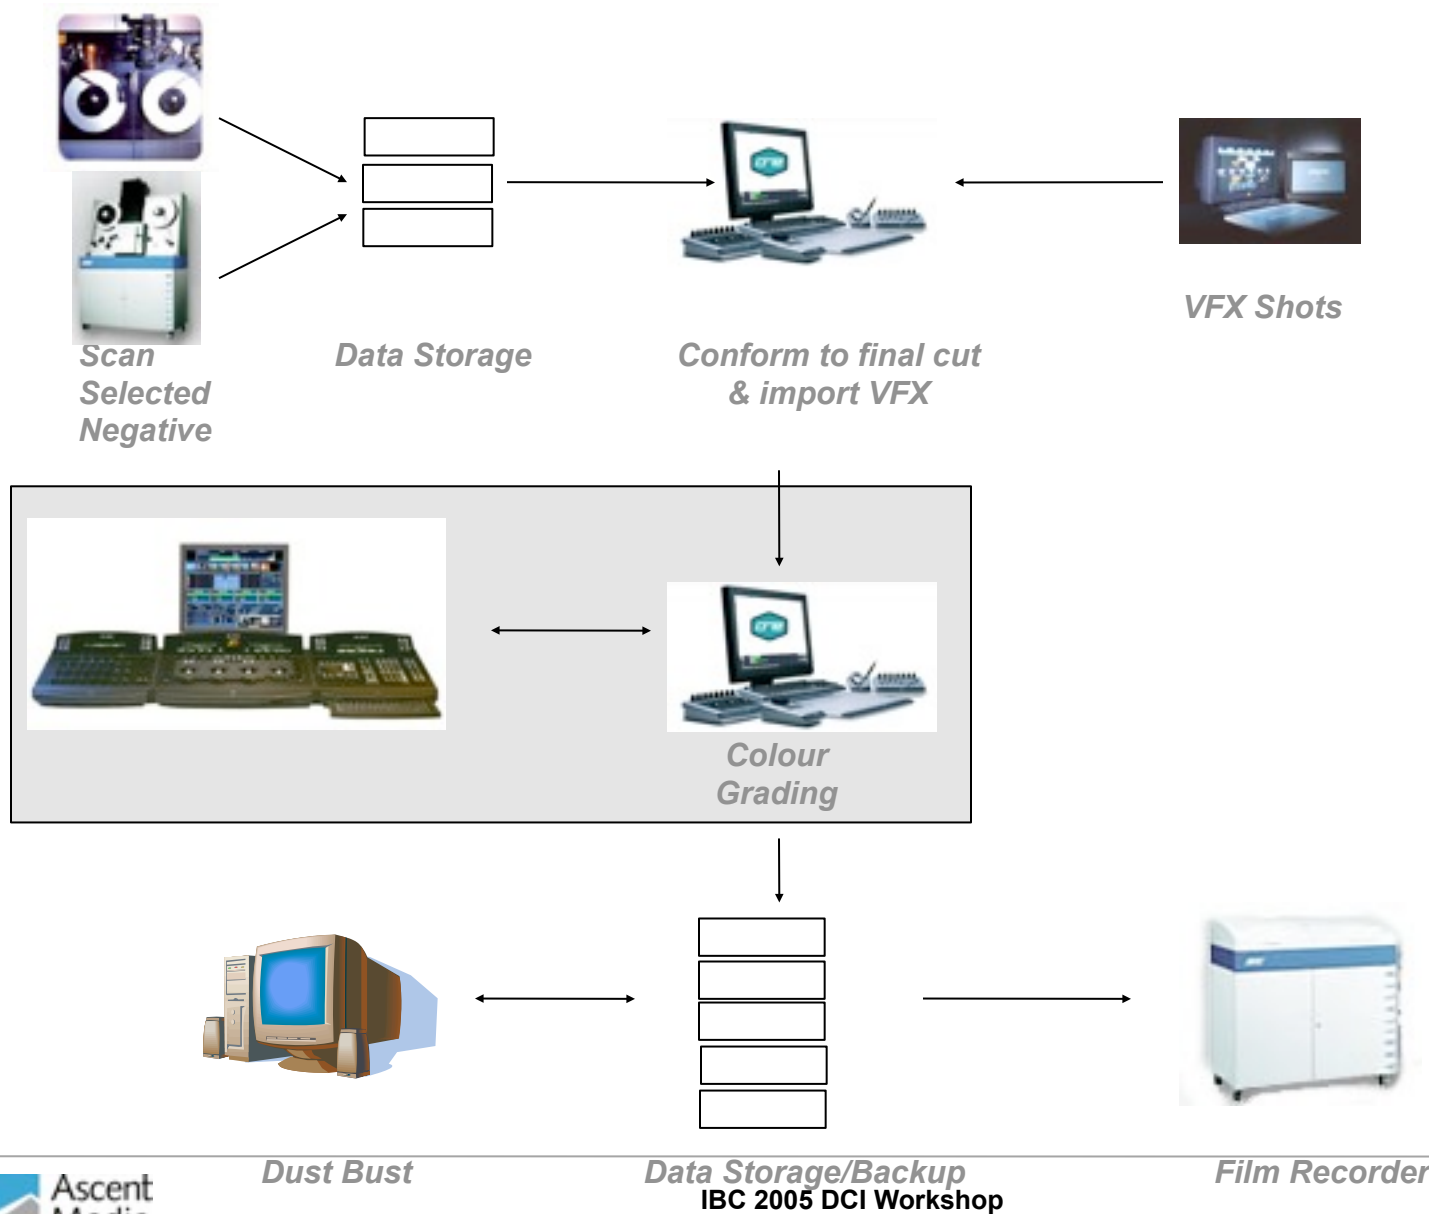 VFX Shots
Scan
Selected
Negative
Data Storage
Conform to final cut
& import VFX
Colour
Grading
Dust Bust
Data Storage/Backup
Film Recorder
Ascent
Media
IBC 2005 DCI Workshop